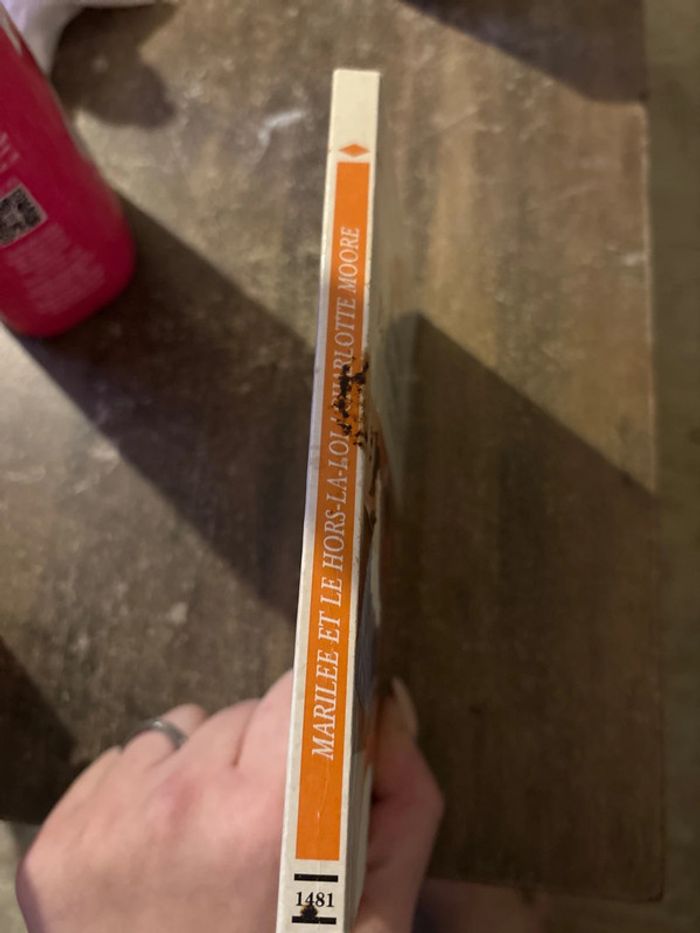 MARILEE ET LE HORS-LA-LOI CHARLOTTE MOORE
1481